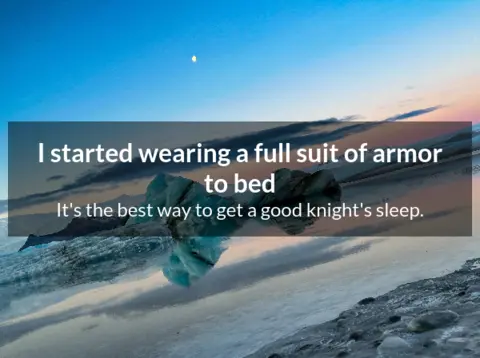 I started wearing a full suit of armor
to bed
It's the best way to get a good knight's sleep.